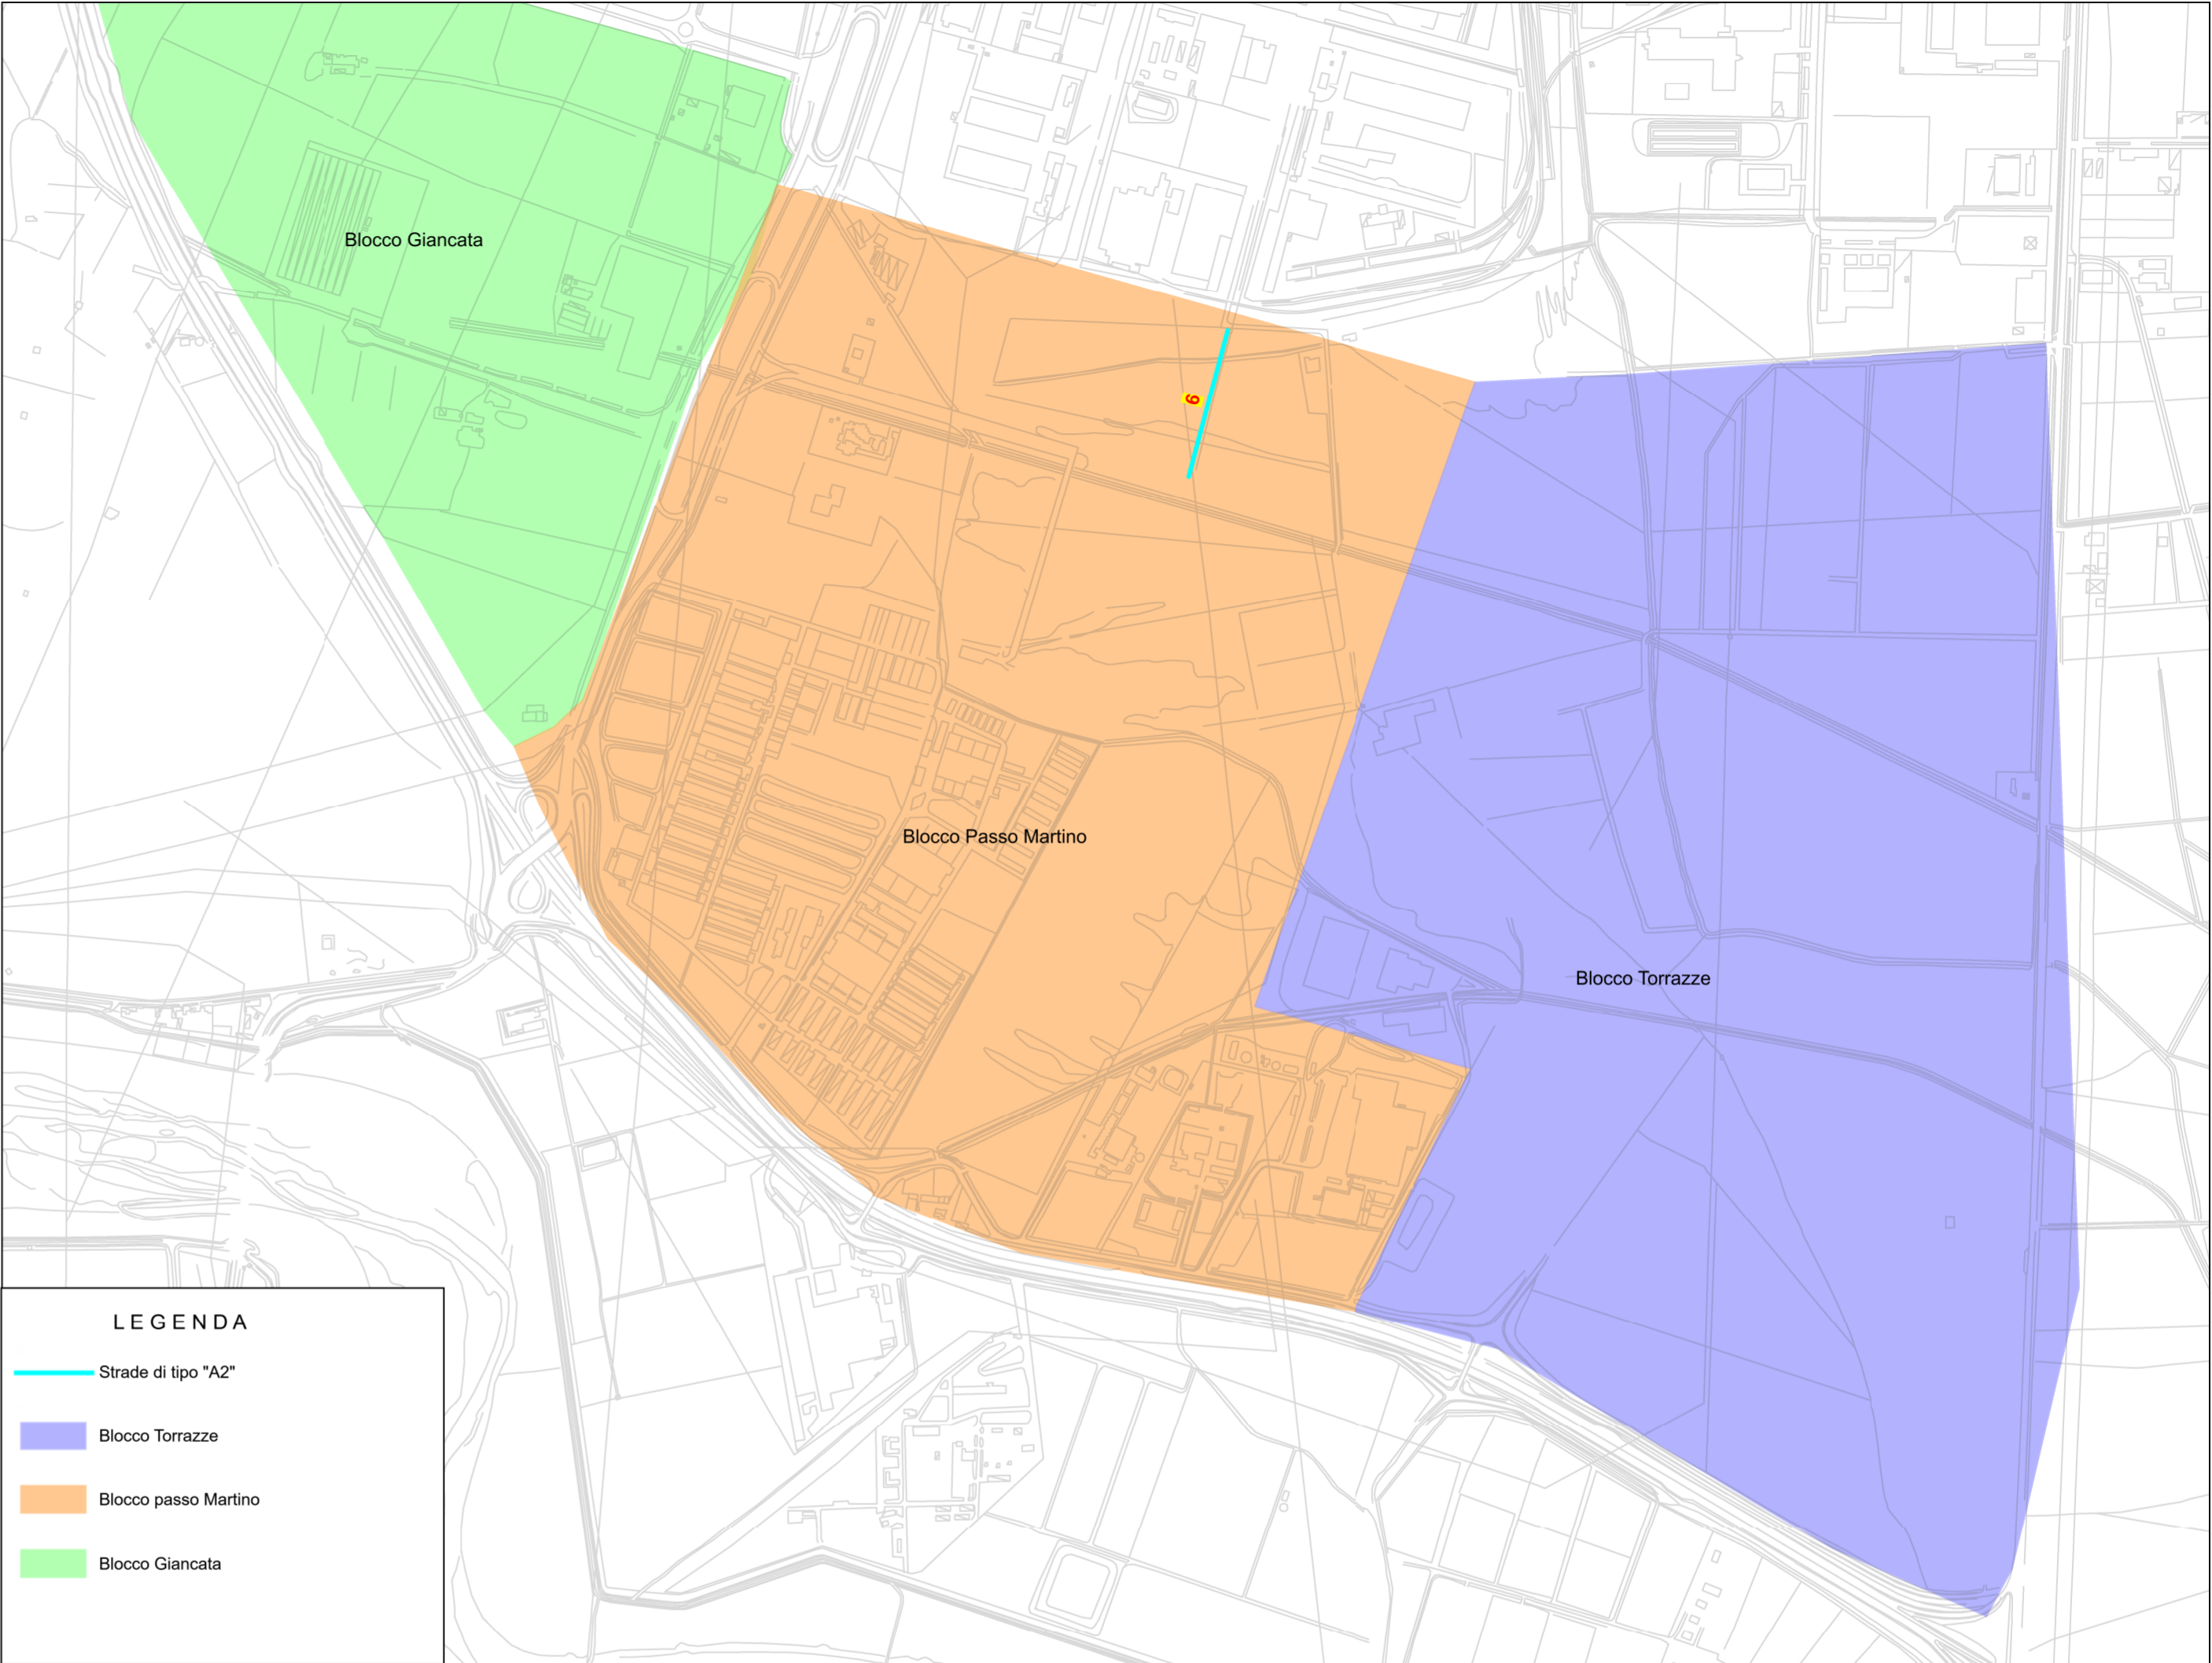 Blocco Giancata
6
Blocco Passo Martino
Blocco Torrazze
LEGENDA
Strade di tipo "A2"
Blocco Torrazze
Blocco passo Martino
Blocco Giancata